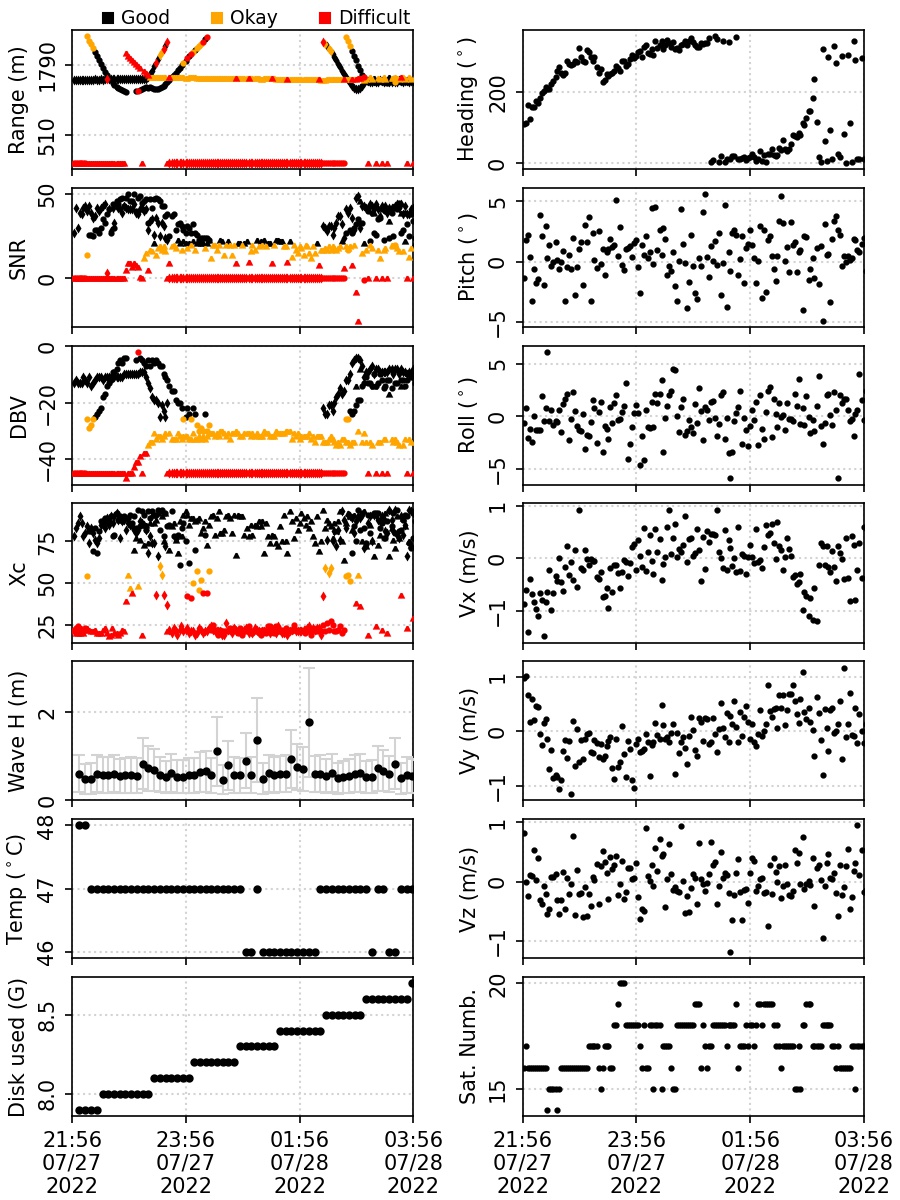 Good Okay Difficult
Range (m)
1790
510
Heading (°)
200
0
SNR
50
0
Pitch (°)
5
0
−5
DBV
0
−20
−40
Roll (°)
5
0
−5
Xc
75
50
25
Vx (m/s)
1
0
−1
Wave H (m)
2
0
Vy (m/s)
1
0
−1
Temp (°C)
48
47
46
Vz (m/s)
1
0
−1
Disk used (G)
8.5
8.0
Sat. Numb.
20
15
21:56 23:56 01:56 03:56
07/27 07/27 07/28 07/28
2022 2022 2022 2022
21:56 23:56 01:56 03:56
07/27 07/27 07/28 07/28
2022 2022 2022 2022